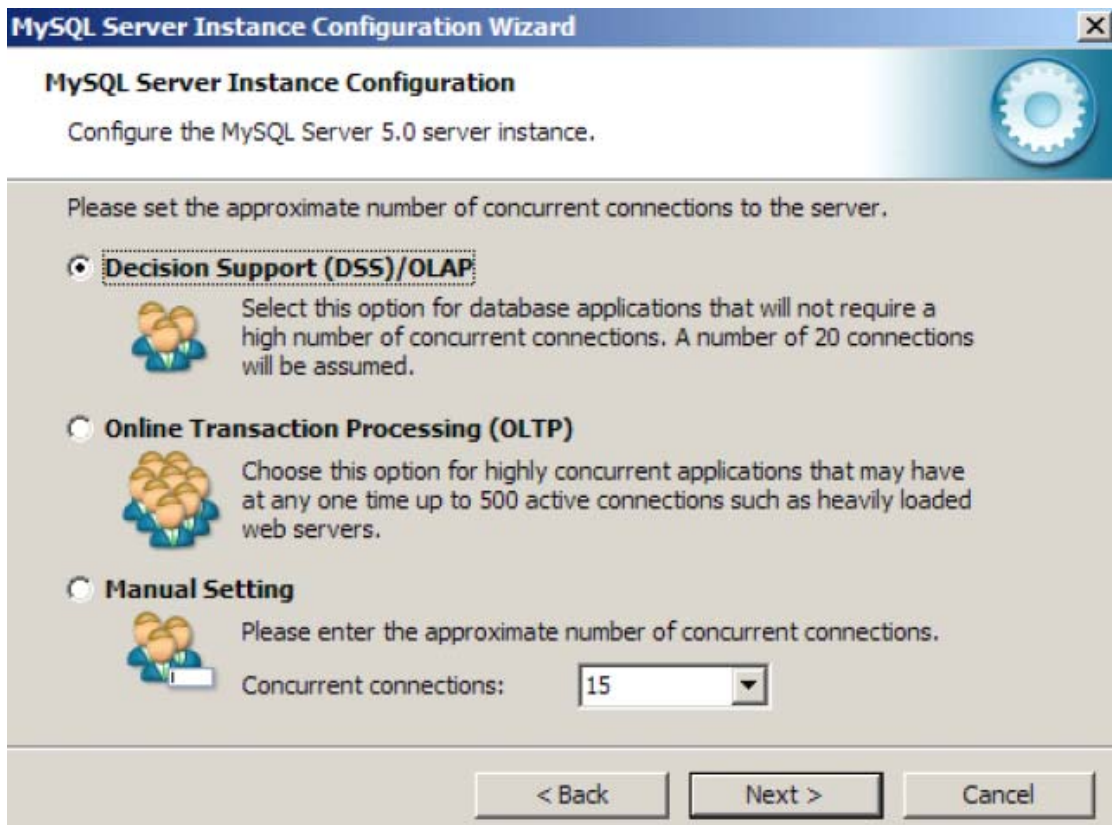 MySQL Server Instance Configuration Wizard
MySQL Server Instance Configuration
Configure the MySQL Server 5.0 server instance.
Please set the approximate number of concurrent connections to the server.
Decision Support (DSS)/OLAP
Select this option for database applications that will not require a
high number of concurrent connections. A number of 20 connections
will be assumed.
Online Transaction Processing (OLTP)
Choose this option for highly concurrent applications that may have
at any one time up to 500 active connections such as heavily loaded
web servers.
Manual Setting
Please enter the approximate number of concurrent connections.
Concurrent connections: 15
< Back Next > Cancel